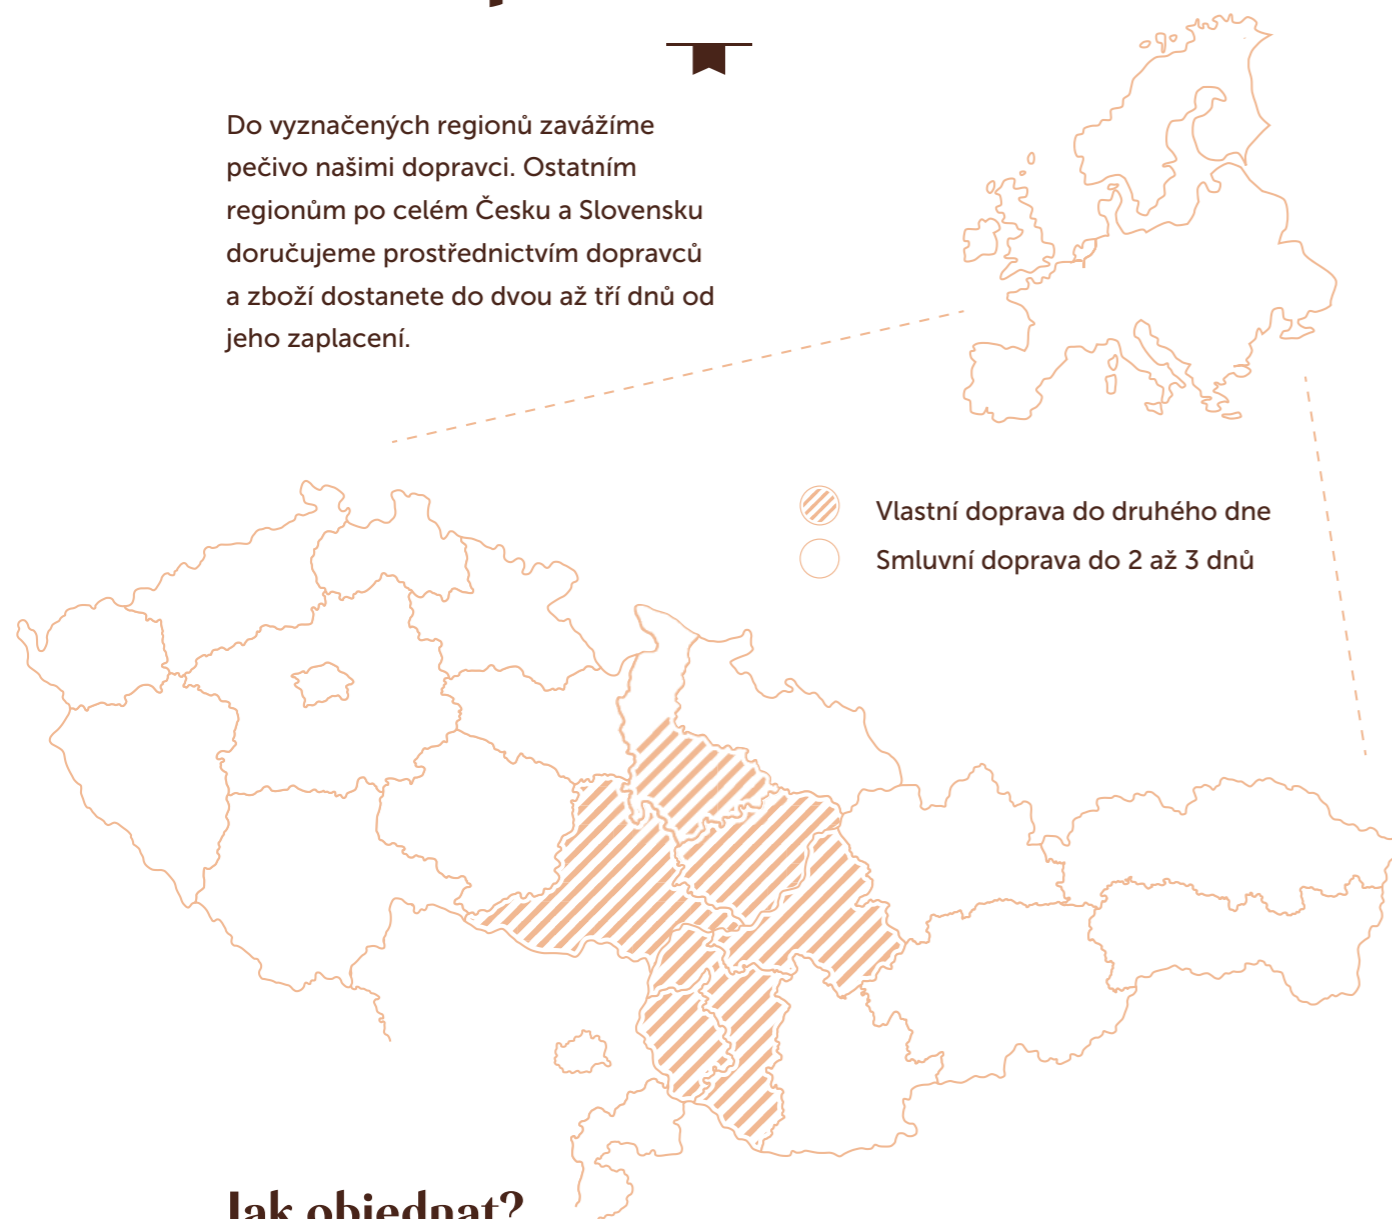 Do vyznačených regionů zavážíme
pečivo našimi dopravci. Ostatním
regionům po celém Česku a Slovensku
doručujeme prostřednictvím dopravců
a zboží dostanete do dvou až tří dnů od
jeho zaplacení.
Vlastní doprava do druhého dne
Smluvní doprava do 2 až 3 dnů
Jak objednat?